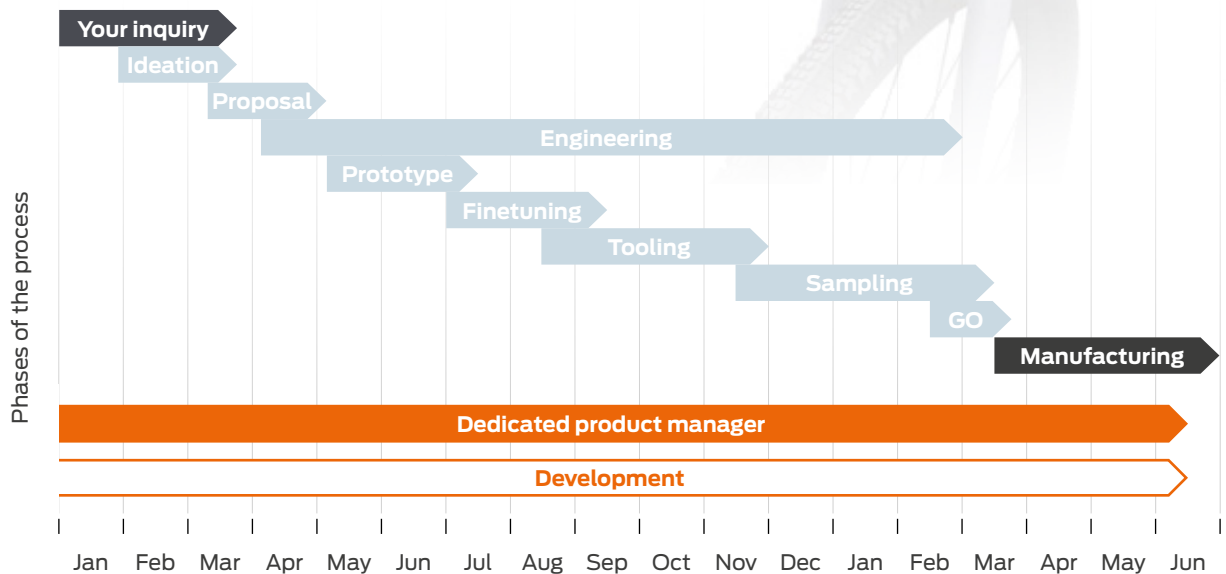 Your inquiry
Ideation
Proposal
Engineering
Prototype
Finetuning
Tooling
Sampling
GO
Manufacturing
Phases of the process
Dedicated product manager
Development
Jan Feb Mar Apr May Jun Jul Aug Sep Oct Nov Dec Jan Feb Mar Apr May Jun